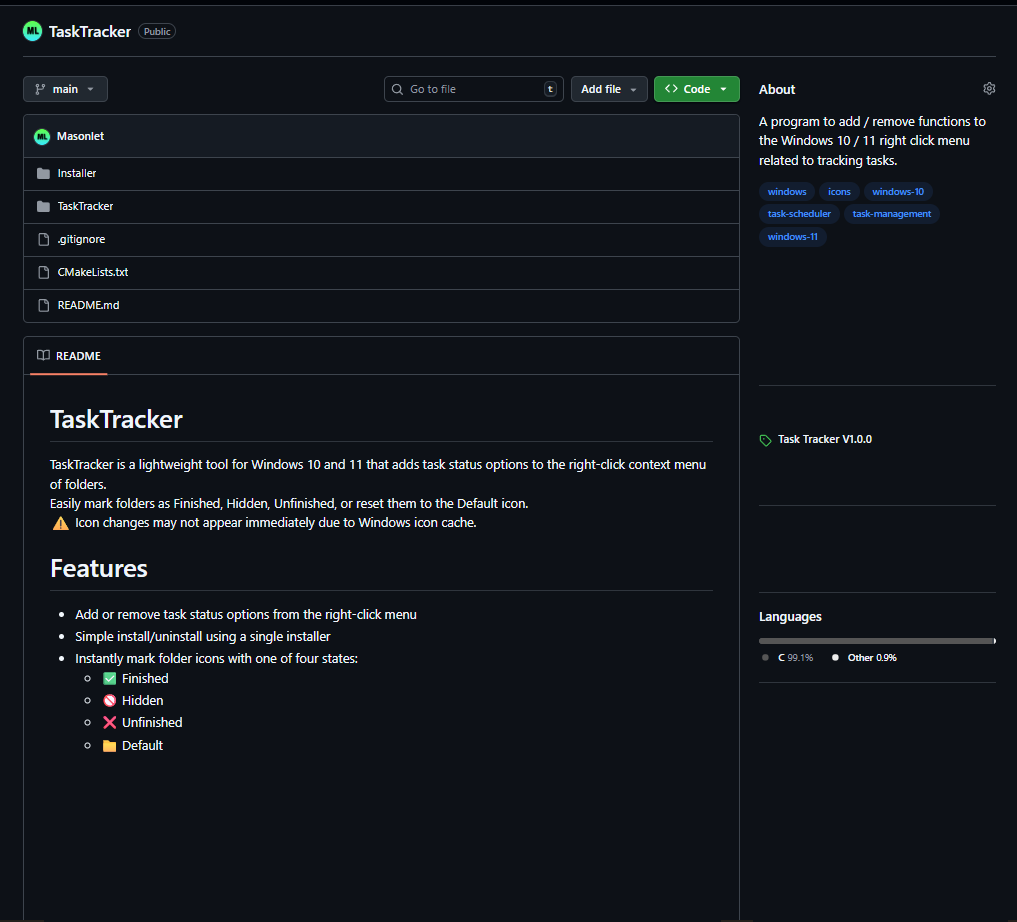 ML TaskTracker Public
main
Go to file t
Add file
Code
ML Masonlet
Installer
TaskTracker
.gitignore
CMakeLists.txt
README.md
README
TaskTracker
TaskTracker is a lightweight tool for Windows 10 and 11 that adds task status options to the right-click context menu
of folders.
Easily mark folders as Finished, Hidden, Unfinished, or reset them to the Default icon.
⚠️ Icon changes may not appear immediately due to Windows icon cache.
Features
• Add or remove task status options from the right-click menu
• Simple install/uninstall using a single installer
• Instantly mark folder icons with one of four states:
◦ ✅ Finished
◦ 🚫 Hidden
◦ ❌ Unfinished
◦ 📁 Default
About
A program to add / remove functions to
the Windows 10 / 11 right click menu
related to tracking tasks.
windows icons windows-10
task-scheduler task-management
windows-11
Task Tracker V1.0.0
Languages
C 99.1% Other 0.9%